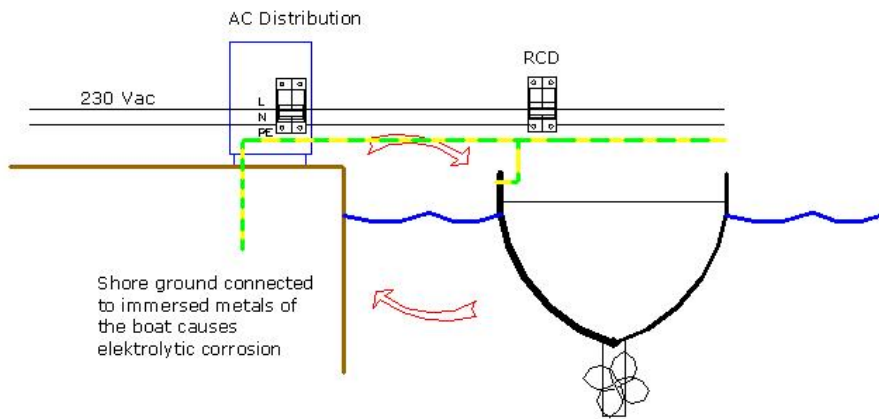 AC Distribution
RCD
230 Vac
L
N
PE
Shore ground connected
to immersed metals of
the boat causes
elektrolytic corrosion